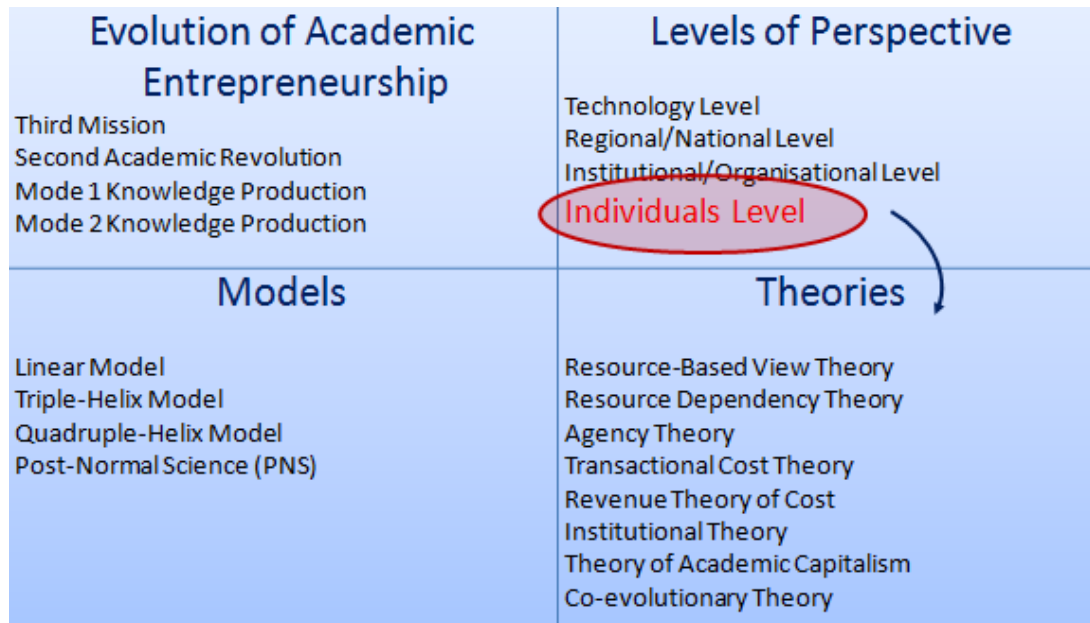 Evolution of Academic
Entrepreneurship
Third Mission
Second Academic Revolution
Mode 1 Knowledge Production
Mode 2 Knowledge Production
Levels of Perspective
Technology Level
Regional/National Level
Institutional/Organisational Level
Individuals Level
Models
Linear Model
Triple-Helix Model
Quadruple-Helix Model
Post-Normal Science (PNS)
Theories
Resource-Based View Theory
Resource Dependency Theory
Agency Theory
Transactional Cost Theory
Revenue Theory of Cost
Institutional Theory
Theory of Academic Capitalism
Co-evolutionary Theory